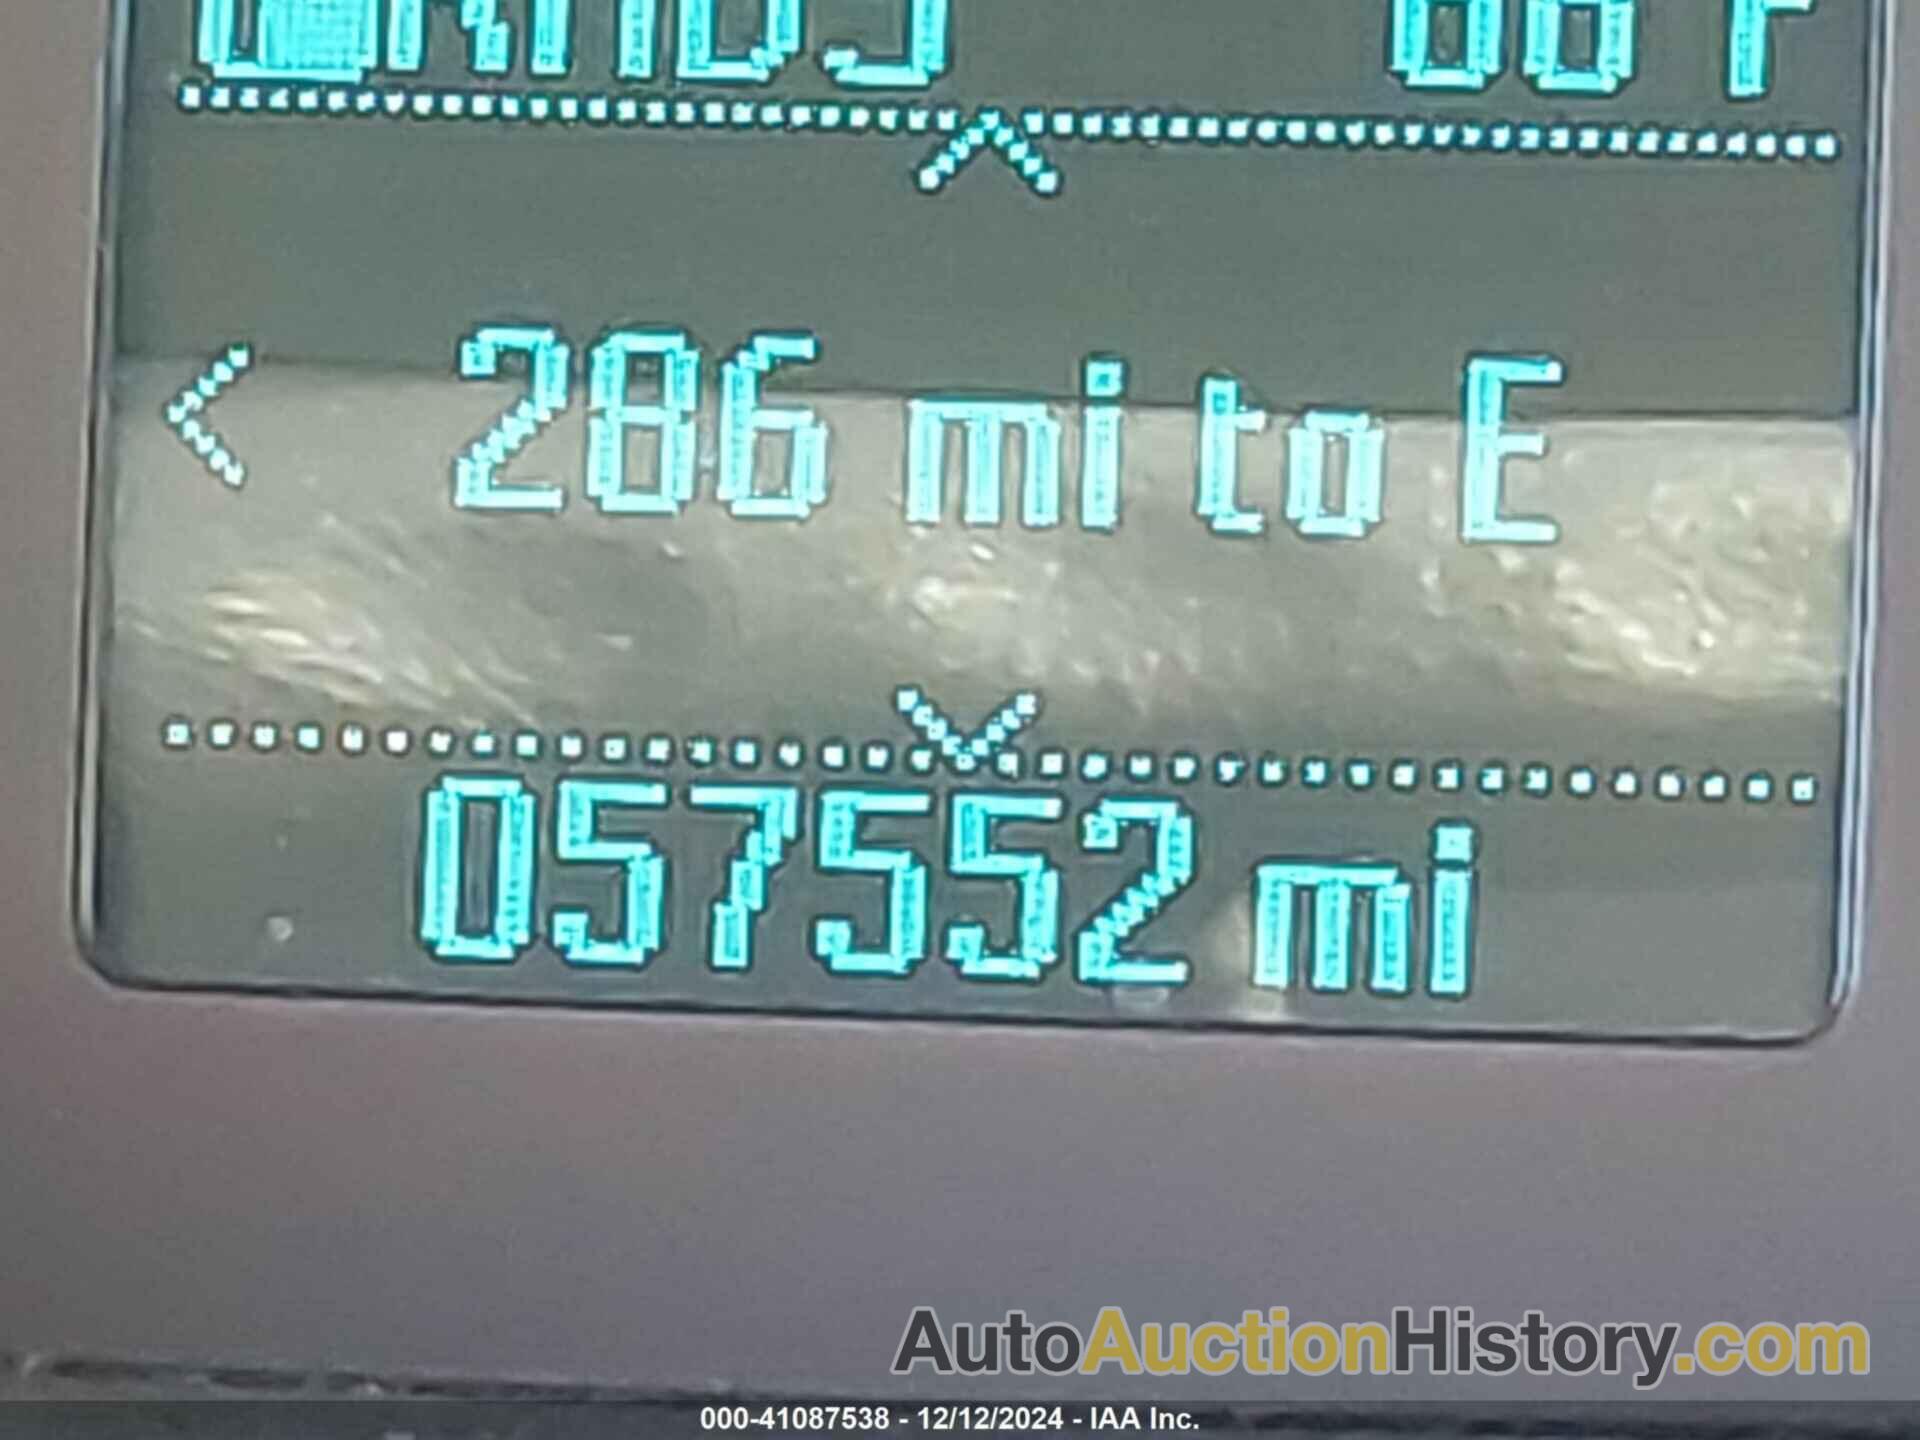 < 286 mi to E
057552 mi
AutoAuctionHistory.com
000-41087538 - 12/12/2024 - IAA Inc.